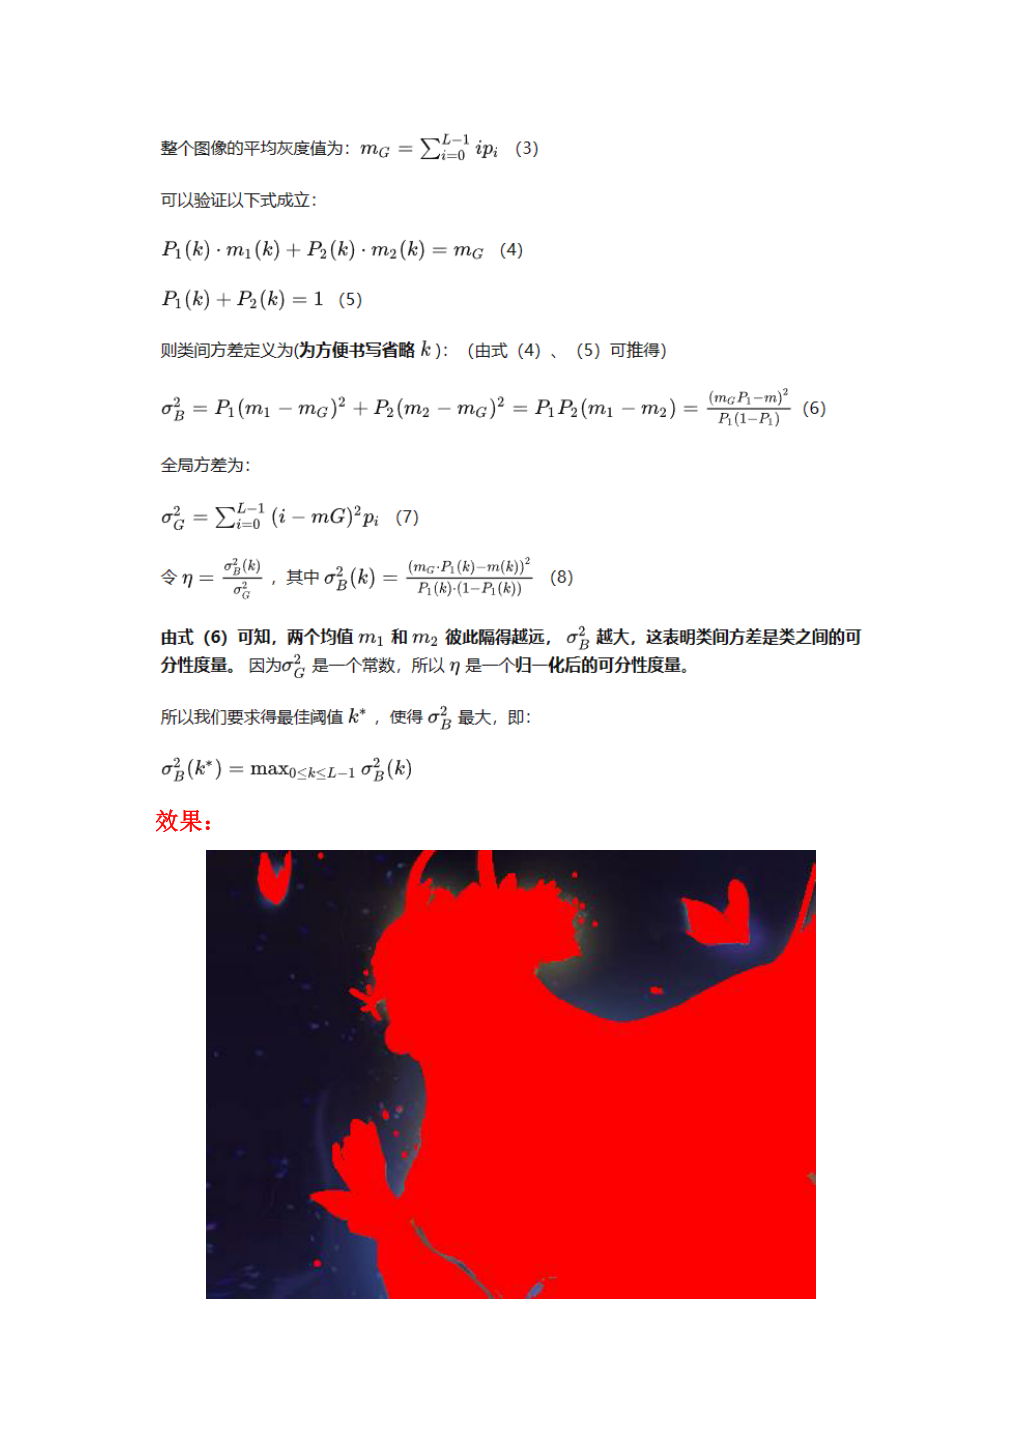 整个图像的平均灰度值为：$m_G = \sum_{i=0}^{L-1} ip_i$ （3）
可以验证以下式成立：
$P_1(k) \cdot m_1(k) + P_2(k) \cdot m_2(k) = m_G$ （4）
$P_1(k) + P_2(k) = 1$ （5）
则类间方差定义为(为方便书写省略 $k$ )：（由式（4）、（5）可推得）
$\sigma_B^2 = P_1(m_1 - m_G)^2 + P_2(m_2 - m_G)^2 = P_1P_2(m_1 - m_2) = \frac{(m_GP_1-m)^2}{P_1(1-P_1)}$ （6）
全局方差为：
$\sigma_G^2 = \sum_{i=0}^{L-1} (i - mG)^2 p_i$ （7）
令 $\eta = \frac{\sigma_B^2(k)}{\sigma_G^2}$ ，其中 $\sigma_B^2(k) = \frac{(m_G \cdot P_1(k)-m(k))^2}{P_1(k) \cdot (1-P_1(k))}$ （8）
由式（6）可知，两个均值 $m_1$ 和 $m_2$ 彼此隔得越远， $\sigma_B^2$ 越大，这表明类间方差是类之间的可
分性度量。 因为$\sigma_G^2$ 是一个常数，所以 $\eta$ 是一个归一化后的可分性度量。
所以我们要求得最佳阈值 $k^*$ ，使得 $\sigma_B^2$ 最大，即：
$\sigma_B^2(k^*) = \max_{0 \le k \le L-1} \sigma_B^2(k)$
效果：